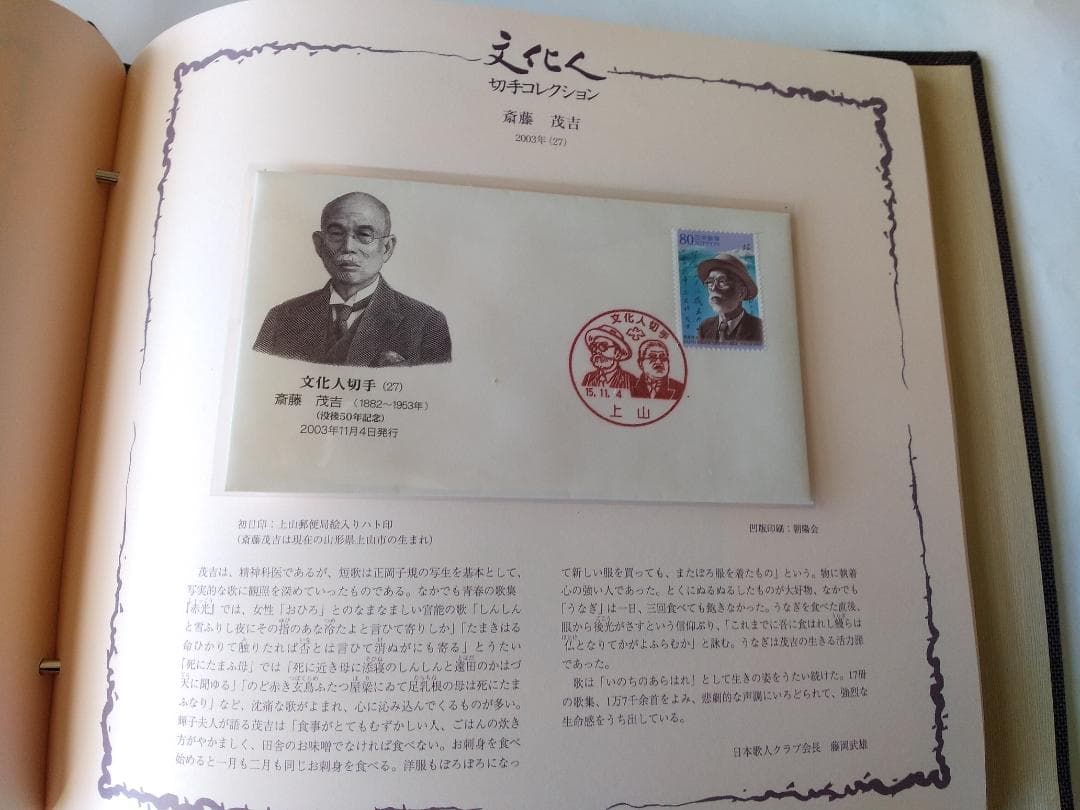 文化人
切手コレクション
斎藤 茂吉
2003年(27)
80 日本郵便
NIPPON
文化人切手
15.11.4
上山
文化人切手(27)
斎藤 茂吉(1882〜1953年)
(没後50年記念)
2003年11月4日発行
初日印:上山郵便局絵入りハト印
(斎藤茂吉は現在の山形県上山市の生まれ)
凹版印刷:朝陽会
茂吉は、精神科医であるが、短歌は正岡子規の写生を基本として、
写実的な歌に観照を深めていったものである。なかでも青春の歌集
『赤光』では、女性「おひろ」とのなまなましい官能の歌「しんしん
と雪ふりし夜にその指のあな冷たよと言ひて寄りしか」「たまきはる
命ひかりて触りたれば否とは言ひて消ぬがにも寄る」とうたい
「死にたまふ母」では「死に近き母に添寝のしんしんと遠田のかはづ
天に聞ゆる」「のど赤き玄鳥ふたつ屋梁にゐて足乳根の母は死にたま
ふなり」など、沈痛な歌がよまれ、心に沁み込んでくるものが多い。
輝子夫人が語る茂吉は「食事がとてもむずかしい人、ごはんの炊き
方がやかましく、田舎のお味噌でなければ食べない。お刺身を食べ
始めると一月も二月も同じお刺身を食べる。洋服もぼろぼろになっ
て新しい服を買っても、またぼろ服を着たもの」という。物に執着
心の強い人であった。とくにぬるぬるしたものが大好物、なかでも
「うなぎ」は一日、三回食べても飽きなかった。うなぎを食べた直後、
眼から後光がさすという信仰ぶり、「これまでに吾に食はれし鰻らは
仏となりてかがよふらむか」と詠む。うなぎは茂吉の生きる活力源
であった。
歌は「いのちのあらはれ」として生きの姿をうたい続けた。17冊
の歌集、1万7千余首をよみ、悲劇的な声調にいろどられて、強烈な
生命感をうち出している。
日本歌人クラブ会長 藤岡武雄